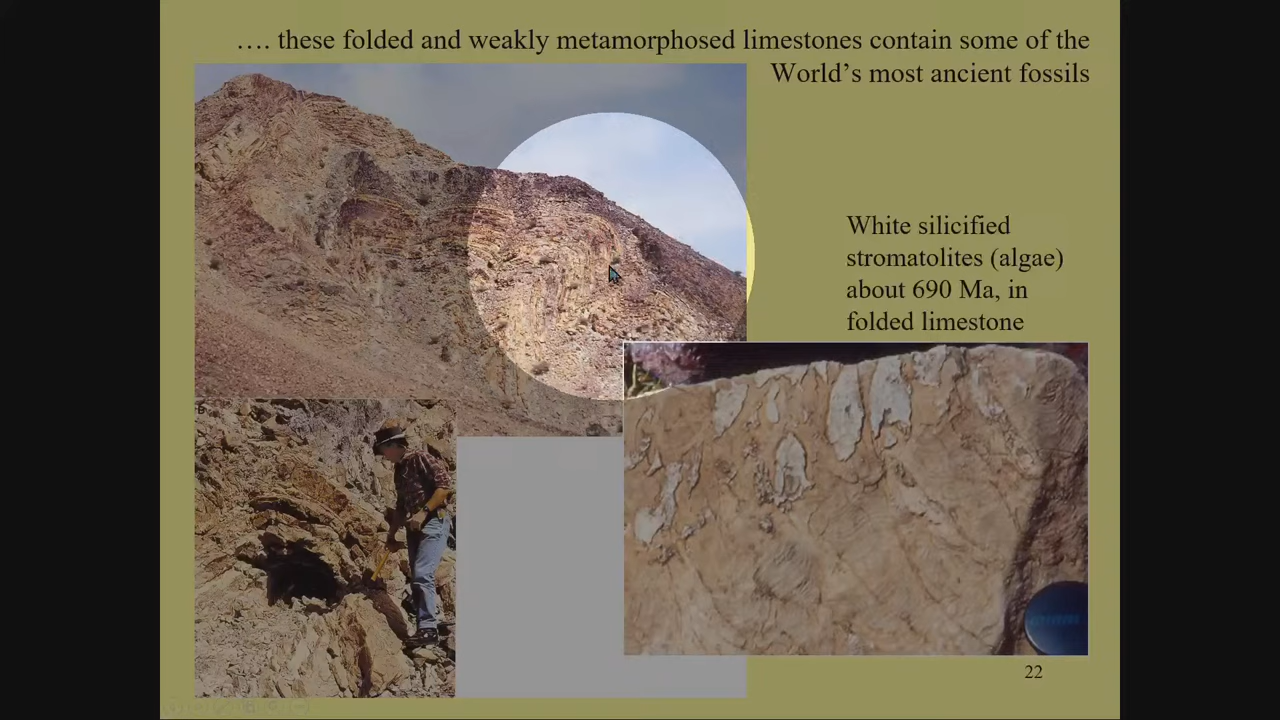 …. these folded and weakly metamorphosed limestones contain some of the
World’s most ancient fossils
White silicified
stromatolites (algae)
about 690 Ma, in
folded limestone
22